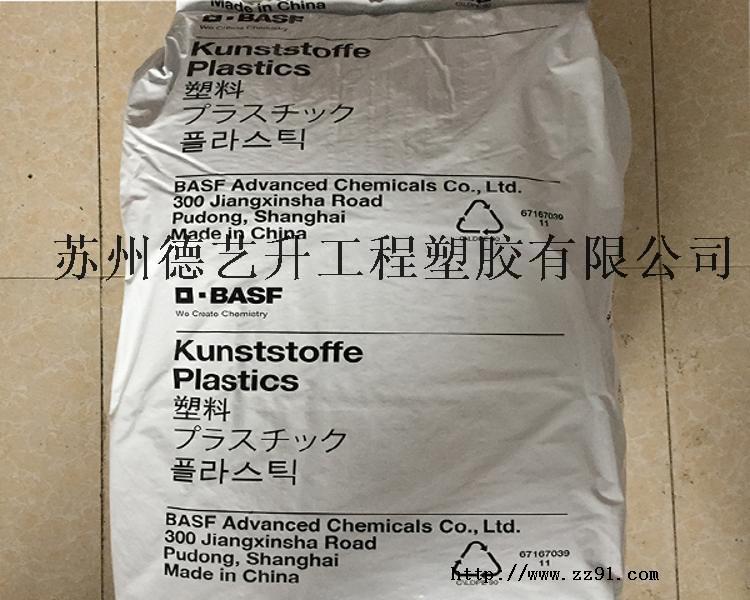 Made in China
BASF
We Create Chemistry
Kunststoffe
Plastics
塑料
プラスチック
플라스틱
BASF Advanced Chemicals Co., Ltd.
300 Jiangxinsha Road
Pudong, Shanghai
Made in China
67167039
11
苏州德艺升工程塑胶有限公司
BASF
We Create Chemistry
Kunststoffe
Plastics
塑料
プラスチック
플라스틱
BASF Advanced Chemicals Co., Ltd.
300 Jiangxinsha Road
Pudong, Shanghai
Made in China
67167039
11
http://www.zz91.com